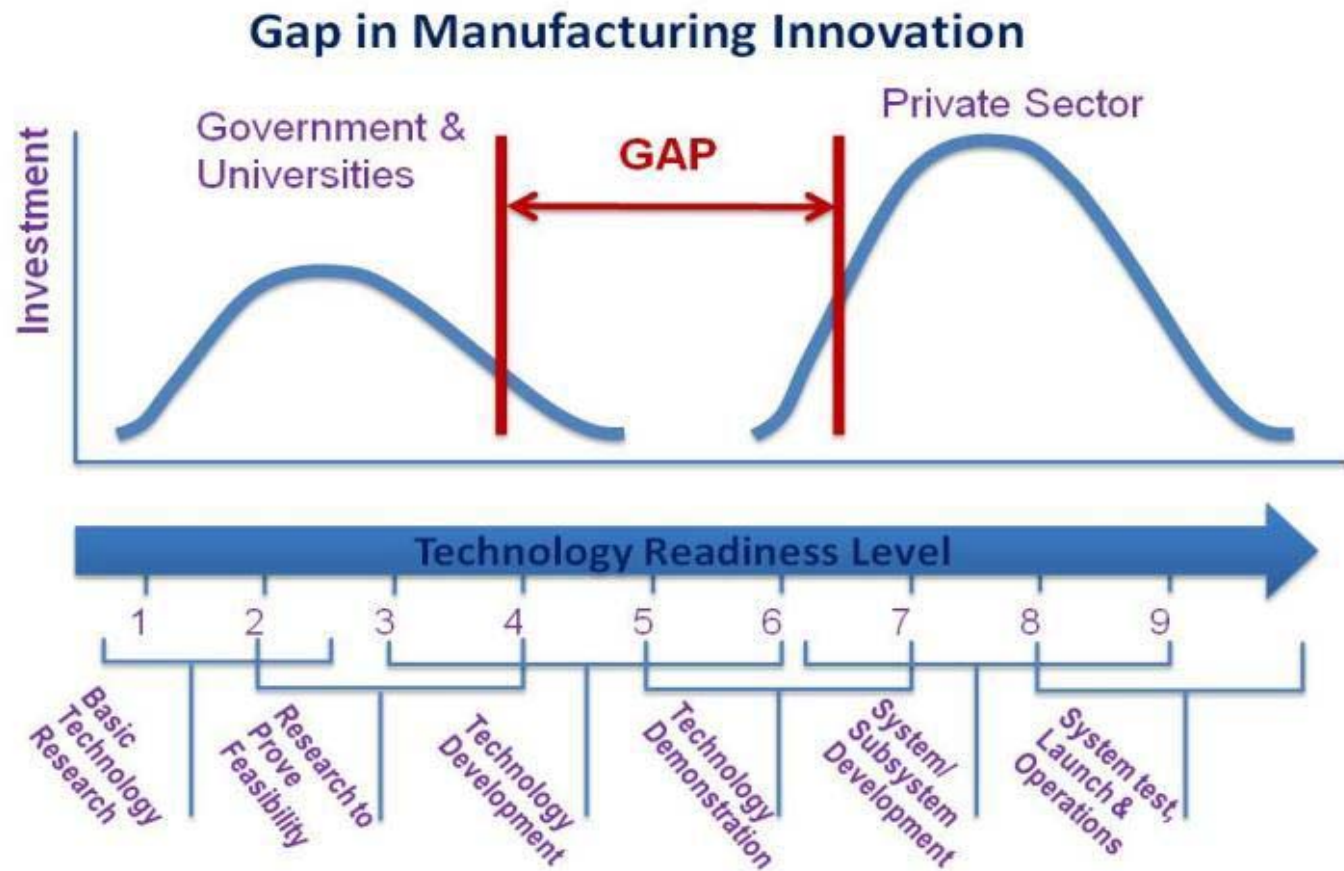 Gap in Manufacturing Innovation
Government &
Universities
Private Sector
GAP
Investment
Technology Readiness Level
1 2 3 4 5 6 7 8 9
Basic
Technology
Research
Research to
Prove
Feasibility
Technology
Development
Technology
Demonstration
System/
Subsystem
Development
System test,
Launch &
Operations